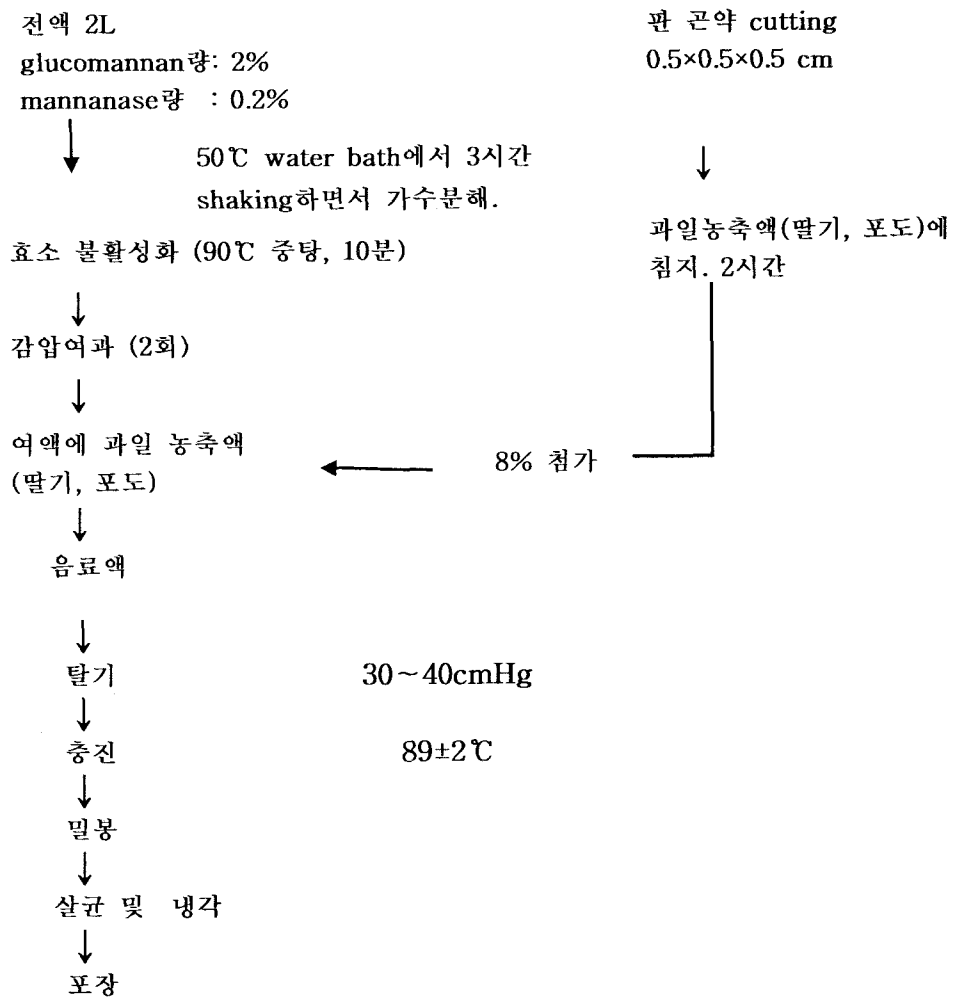 전액 2L
glucomannan량: 2%
mannanase량 : 0.2%
50℃ water bath에서 3시간
shaking하면서 가수분해.
효소 불활성화 (90℃ 중탕, 10분)
감압여과 (2회)
여액에 과일 농축액
(딸기, 포도)
판 곤약 cutting
0.5×0.5×0.5 cm
과일농축액(딸기, 포도)에
침지. 2시간
8% 첨가
음료액
탈기 30~40cmHg
충진 89±2℃
밀봉
살균 및 냉각
포장